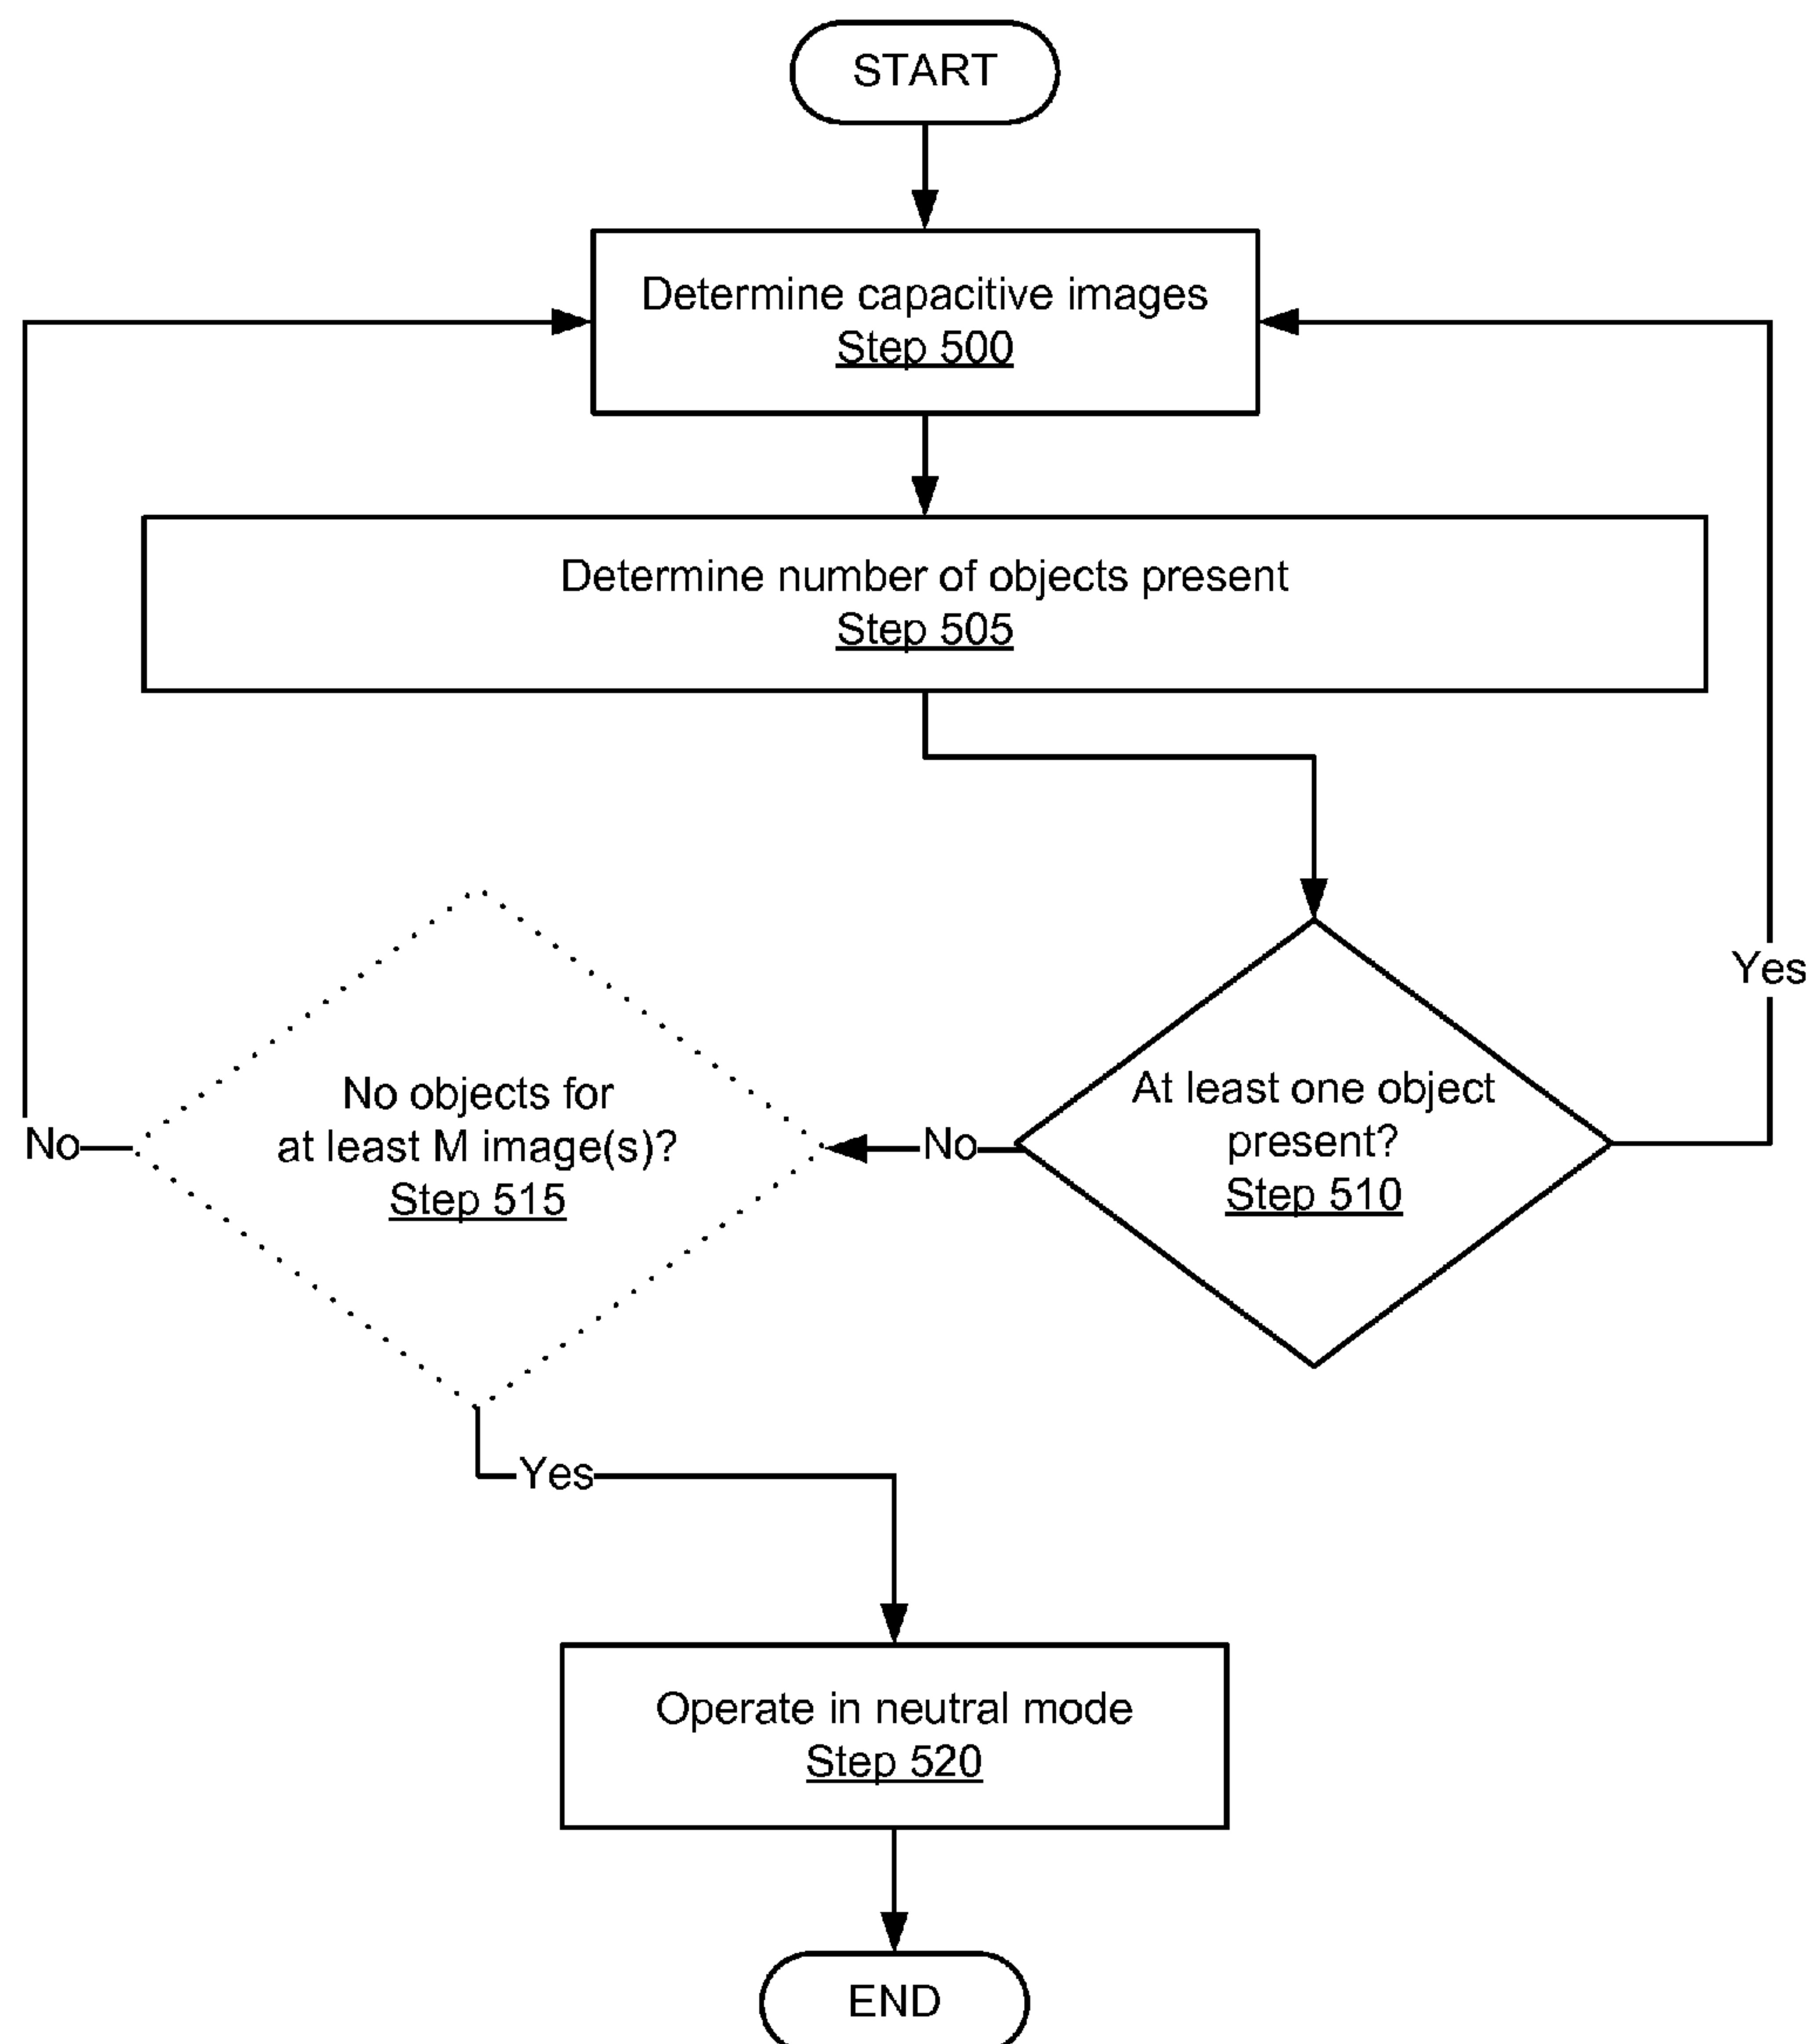 START
Determine capacitive images
Step 500
Determine number of objects present
Step 505
Yes
At least one object
present?
Step 510
No
No objects for
at least M image(s)?
Step 515
No
Yes
Operate in neutral mode
Step 520
END